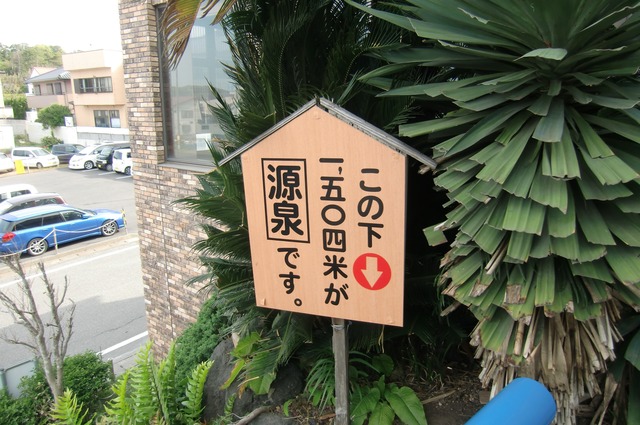 この下
一、五〇四米が
源泉です。